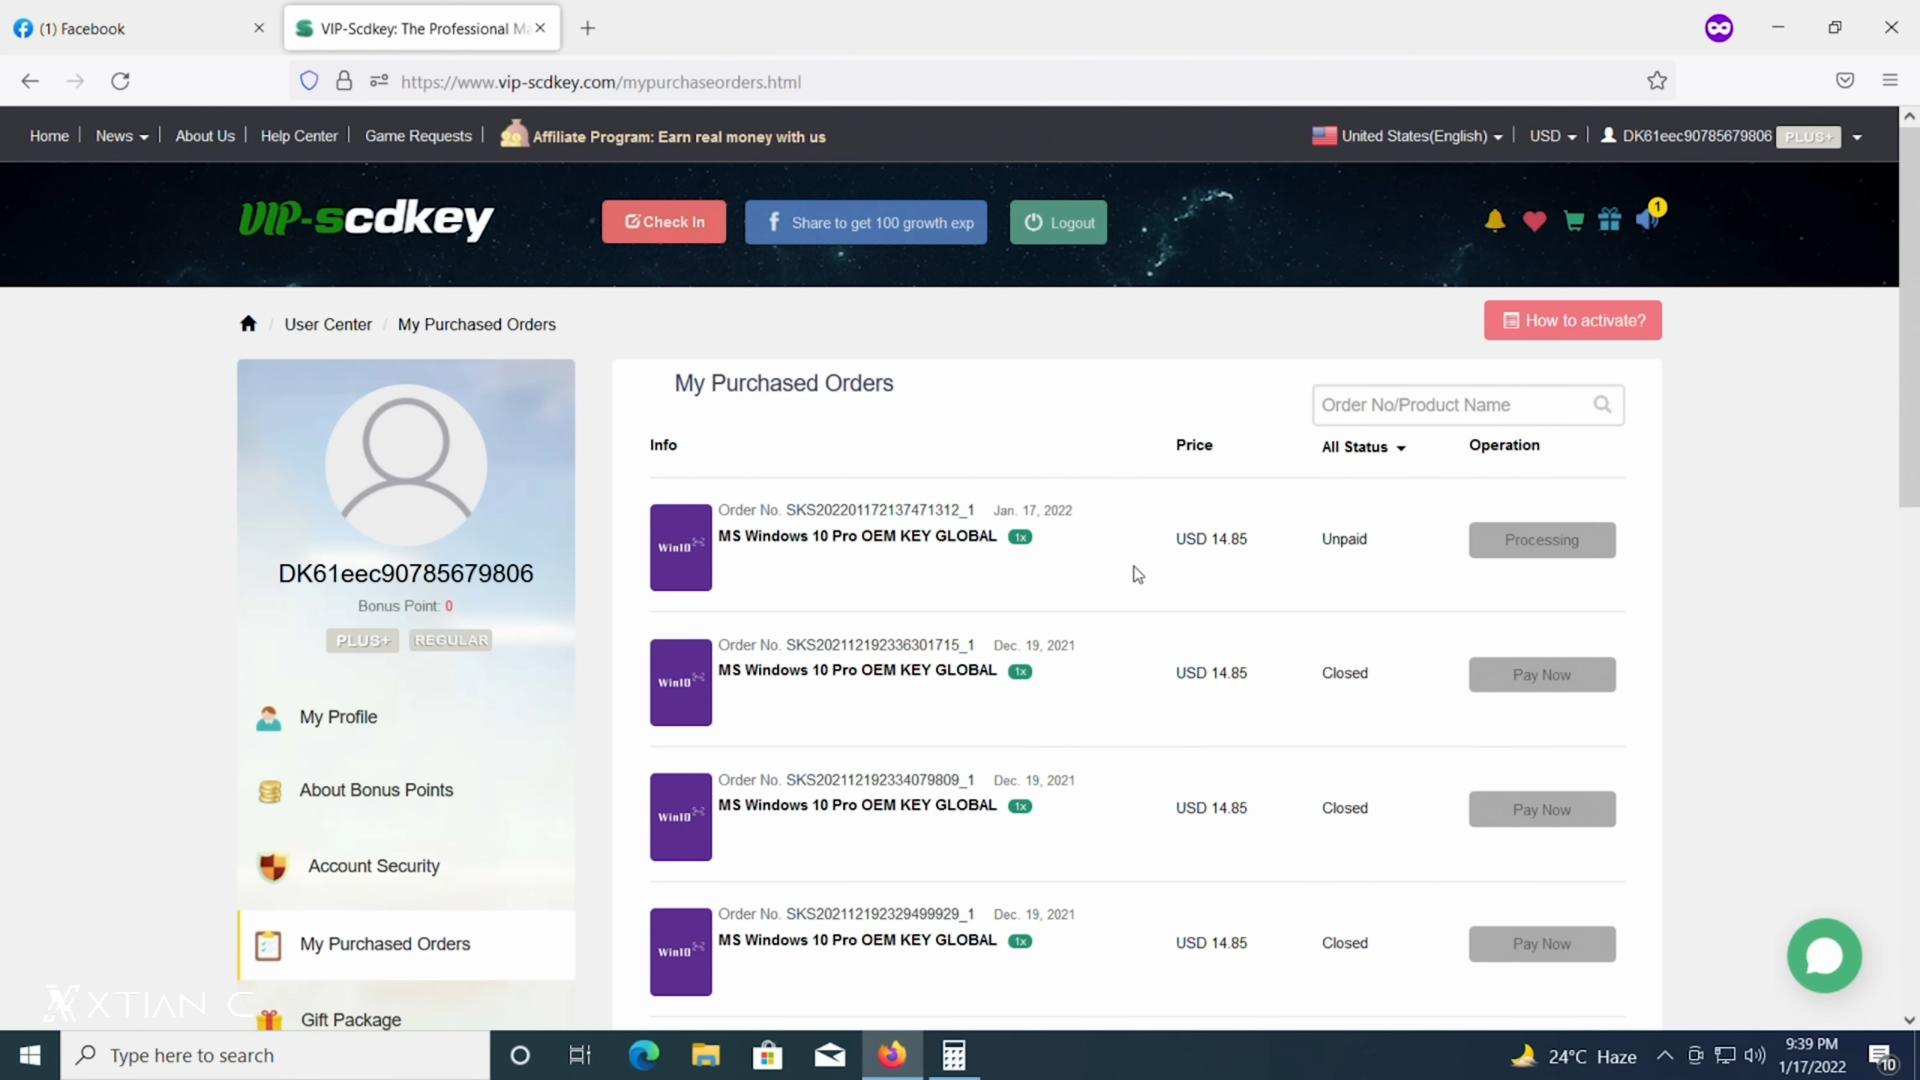 (1) Facebook
VIP-Scdkey: The Professional Ma
https://www.vip-scdkey.com/mypurchaseorders.html
Home | News | About Us | Help Center | Game Requests | Affiliate Program: Earn real money with us
United States(English) | USD | DK61eec90785679806 PLUS+
VIP-scdkey
Check In
Share to get 100 growth exp
Logout
1
/ User Center / My Purchased Orders
How to activate?
DK61eec90785679806
Bonus Point: 0
PLUS+ REGULAR
My Profile
About Bonus Points
Account Security
My Purchased Orders
Gift Package
My Purchased Orders
Order No/Product Name
Info Price All Status Operation
Order No. SKS202201172137471312_1 Jan. 17, 2022
Win10 MS Windows 10 Pro OEM KEY GLOBAL 1x USD 14.85 Unpaid Processing
Order No. SKS202112192336301715_1 Dec. 19, 2021
Win10 MS Windows 10 Pro OEM KEY GLOBAL 1x USD 14.85 Closed Pay Now
Order No. SKS202112192334079809_1 Dec. 19, 2021
Win10 MS Windows 10 Pro OEM KEY GLOBAL 1x USD 14.85 Closed Pay Now
Order No. SKS202112192329499929_1 Dec. 19, 2021
Win10 MS Windows 10 Pro OEM KEY GLOBAL 1x USD 14.85 Closed Pay Now
XTIAN C
Type here to search
24°C Haze
9:39 PM
1/17/2022
10